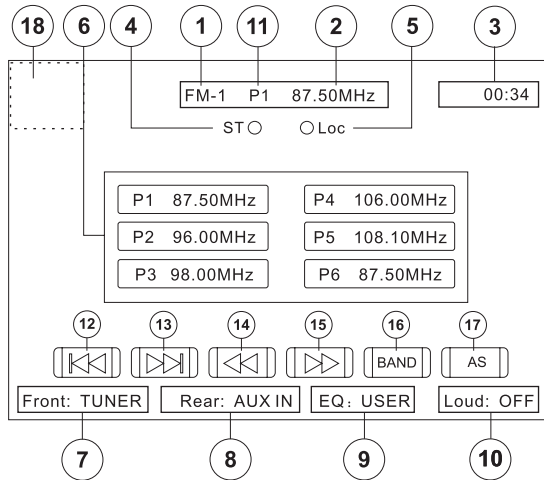 18 6 4 1 11 2 5 3
FM-1 P1 87.50MHz
00:34
ST Loc
P1 87.50MHz
P4 106.00MHz
P2 96.00MHz
P5 108.10MHz
P3 98.00MHz
P6 87.50MHz
12 13 14 15 16 17
BAND AS
Front: TUNER
Rear: AUX IN
EQ: USER
Loud: OFF
7 8 9 10